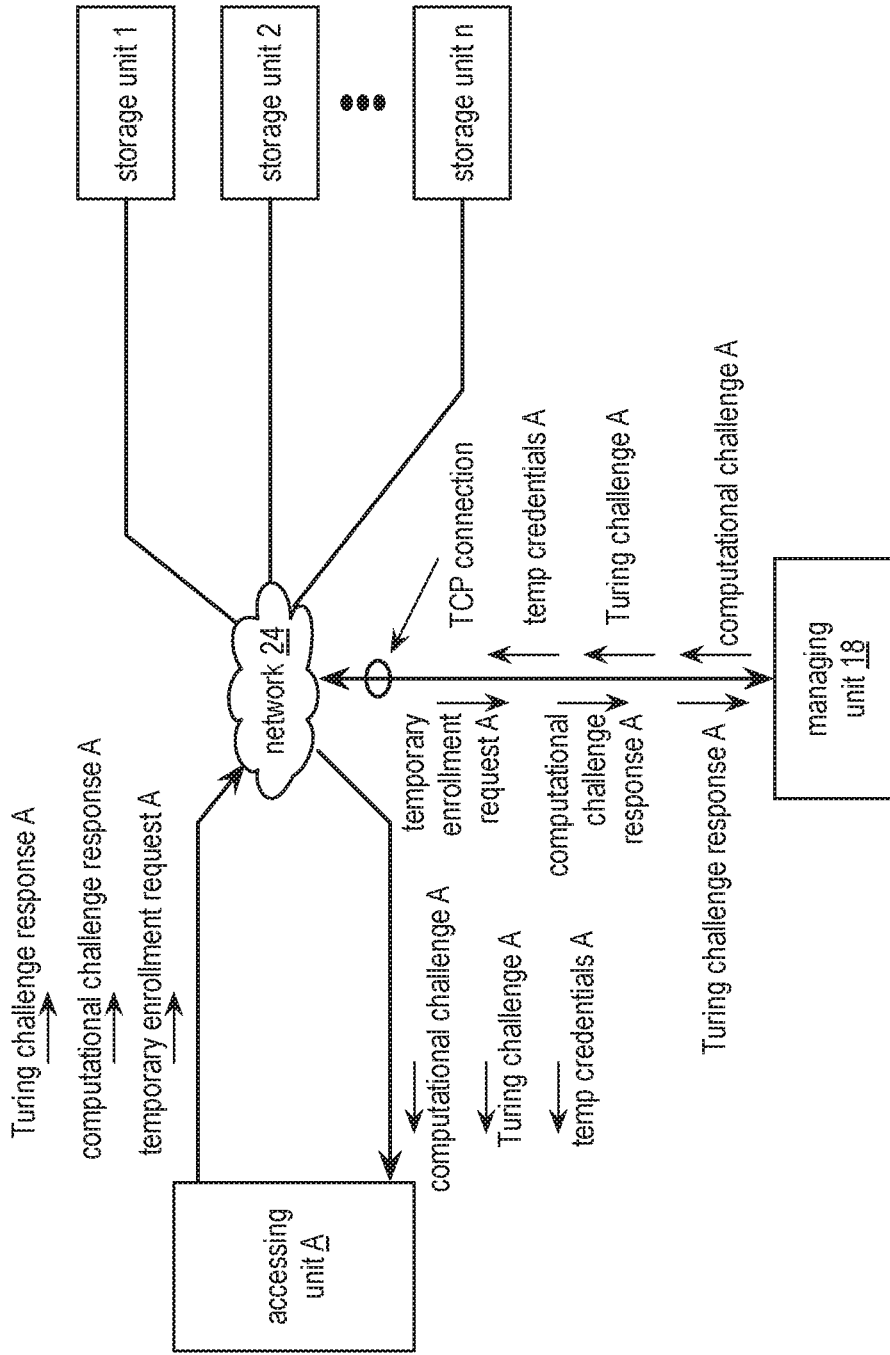 Turing challenge response A
computational challenge response A
temporary enrollment request A
accessing
unit A
computational challenge A
Turing challenge A
temp credentials A
network 24
temporary
enrollment
request A
computational
challenge
response A
Turing challenge response A
TCP connection
temp credentials A
Turing challenge A
computational challenge A
managing
unit 18
storage unit 1
storage unit 2
storage unit n